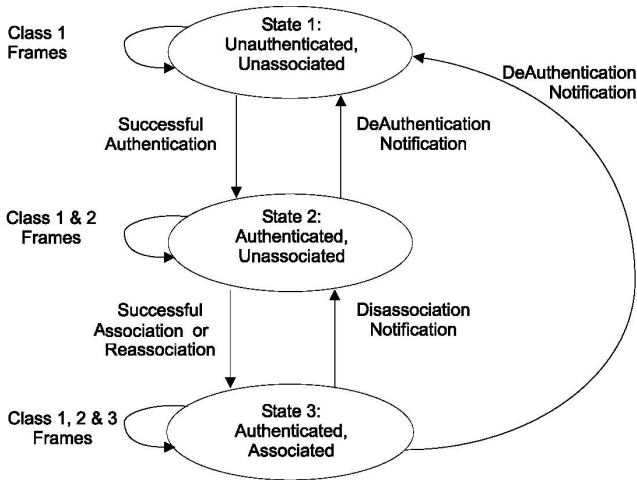 Class 1
Frames
State 1:
Unauthenticated,
Unassociated
DeAuthentication
Notification
Successful
Authentication
DeAuthentication
Notification
Class 1 & 2
Frames
State 2:
Authenticated,
Unassociated
Successful
Association or
Reassociation
Disassociation
Notification
Class 1, 2 & 3
Frames
State 3:
Authenticated,
Associated